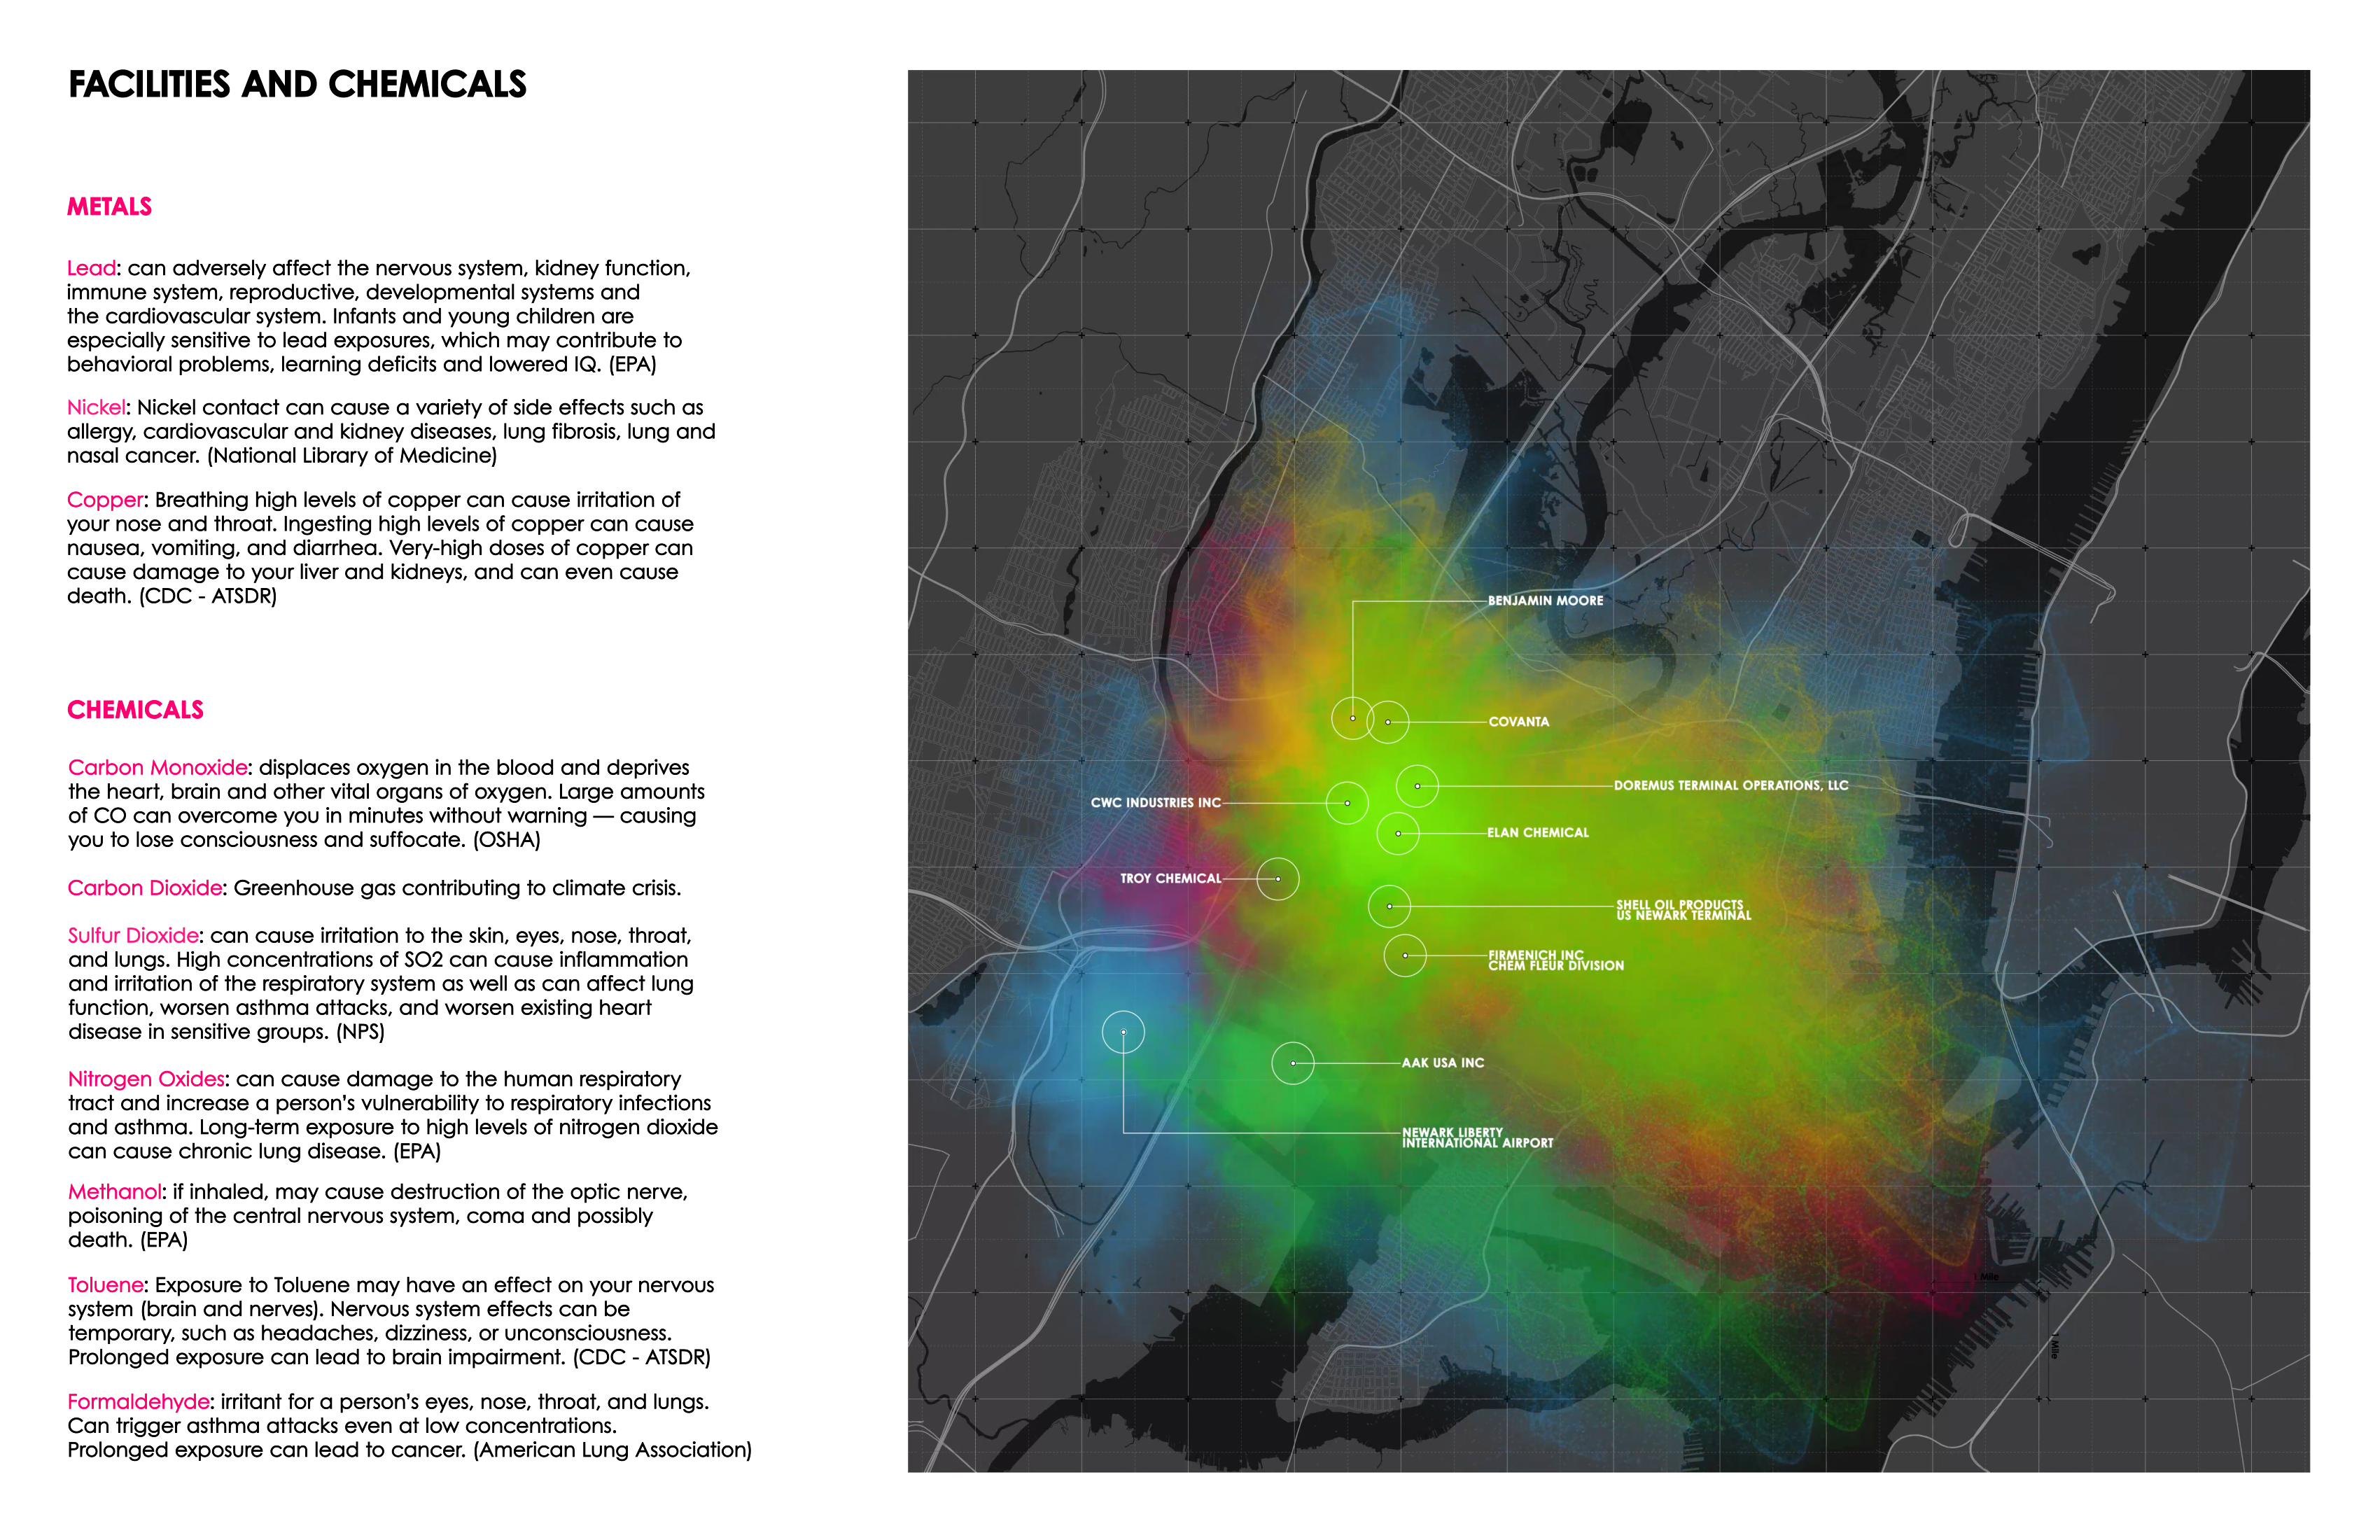 FACILITIES AND CHEMICALS
METALS
Lead: can adversely affect the nervous system, kidney function,
immune system, reproductive, developmental systems and
the cardiovascular system. Infants and young children are
especially sensitive to lead exposures, which may contribute to
behavioral problems, learning deficits and lowered IQ. (EPA)
Nickel: Nickel contact can cause a variety of side effects such as
allergy, cardiovascular and kidney diseases, lung fibrosis, lung and
nasal cancer. (National Library of Medicine)
Copper: Breathing high levels of copper can cause irritation of
your nose and throat. Ingesting high levels of copper can cause
nausea, vomiting, and diarrhea. Very-high doses of copper can
cause damage to your liver and kidneys, and can even cause
death. (CDC - ATSDR)
CHEMICALS
Carbon Monoxide: displaces oxygen in the blood and deprives
the heart, brain and other vital organs of oxygen. Large amounts
of CO can overcome you in minutes without warning — causing
you to lose consciousness and suffocate. (OSHA)
Carbon Dioxide: Greenhouse gas contributing to climate crisis.
Sulfur Dioxide: can cause irritation to the skin, eyes, nose, throat,
and lungs. High concentrations of SO2 can cause inflammation
and irritation of the respiratory system as well as can affect lung
function, worsen asthma attacks, and worsen existing heart
disease in sensitive groups. (NPS)
Nitrogen Oxides: can cause damage to the human respiratory
tract and increase a person's vulnerability to respiratory infections
and asthma. Long-term exposure to high levels of nitrogen dioxide
can cause chronic lung disease. (EPA)
Methanol: if inhaled, may cause destruction of the optic nerve,
poisoning of the central nervous system, coma and possibly
death. (EPA)
Toluene: Exposure to Toluene may have an effect on your nervous
system (brain and nerves). Nervous system effects can be
temporary, such as headaches, dizziness, or unconsciousness.
Prolonged exposure can lead to brain impairment. (CDC - ATSDR)
Formaldehyde: irritant for a person's eyes, nose, throat, and lungs.
Can trigger asthma attacks even at low concentrations.
Prolonged exposure can lead to cancer. (American Lung Association)
BENJAMIN MOORE
COVANTA
DOREMUS TERMINAL OPERATIONS, LLC
CWC INDUSTRIES INC
ELAN CHEMICAL
TROY CHEMICAL
SHELL OIL PRODUCTS
US NEWARK TERMINAL
FIRMENICH INC
CHEM FLEUR DIVISION
AAK USA INC
NEWARK LIBERTY
INTERNATIONAL AIRPORT
1 Mile
1 Mile